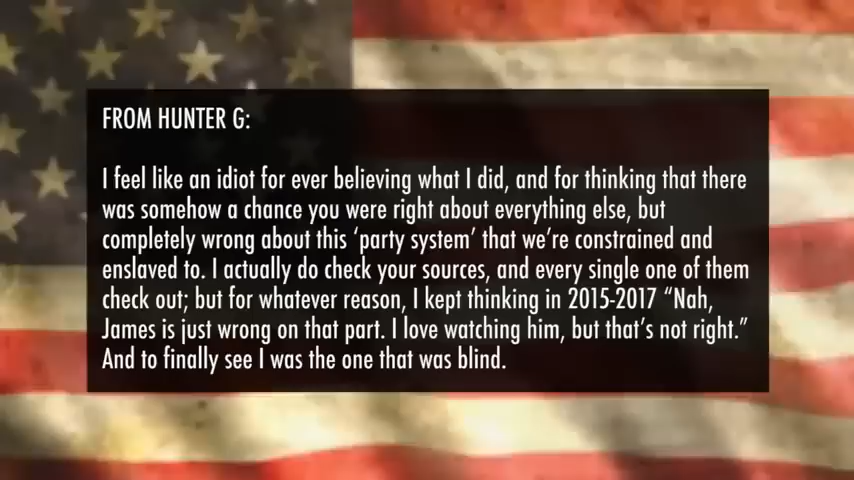 FROM HUNTER G:
I feel like an idiot for ever believing what I did, and for thinking that there
was somehow a chance you were right about everything else, but
completely wrong about this ‘party system’ that we’re constrained and
enslaved to. I actually do check your sources, and every single one of them
check out; but for whatever reason, I kept thinking in 2015-2017 “Nah,
James is just wrong on that part. I love watching him, but that’s not right.”
And to finally see I was the one that was blind.